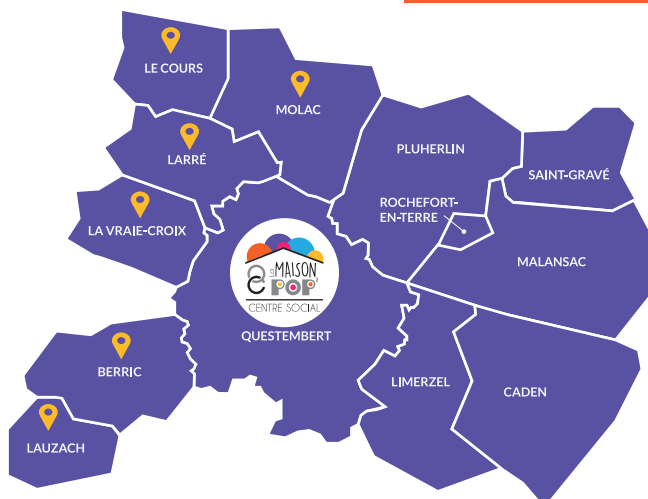 LE COURS
MOLAC
PLUHERLIN
LARRÉ
SAINT-GRAVÉ
ROCHEFORT-
EN-TERRE
LA VRAIE-CROIX
MALANSAC
La MAISON
POP'
CENTRE SOCIAL
QUESTEMBERT
BERRIC
LIMERZEL
CADEN
LAUZACH